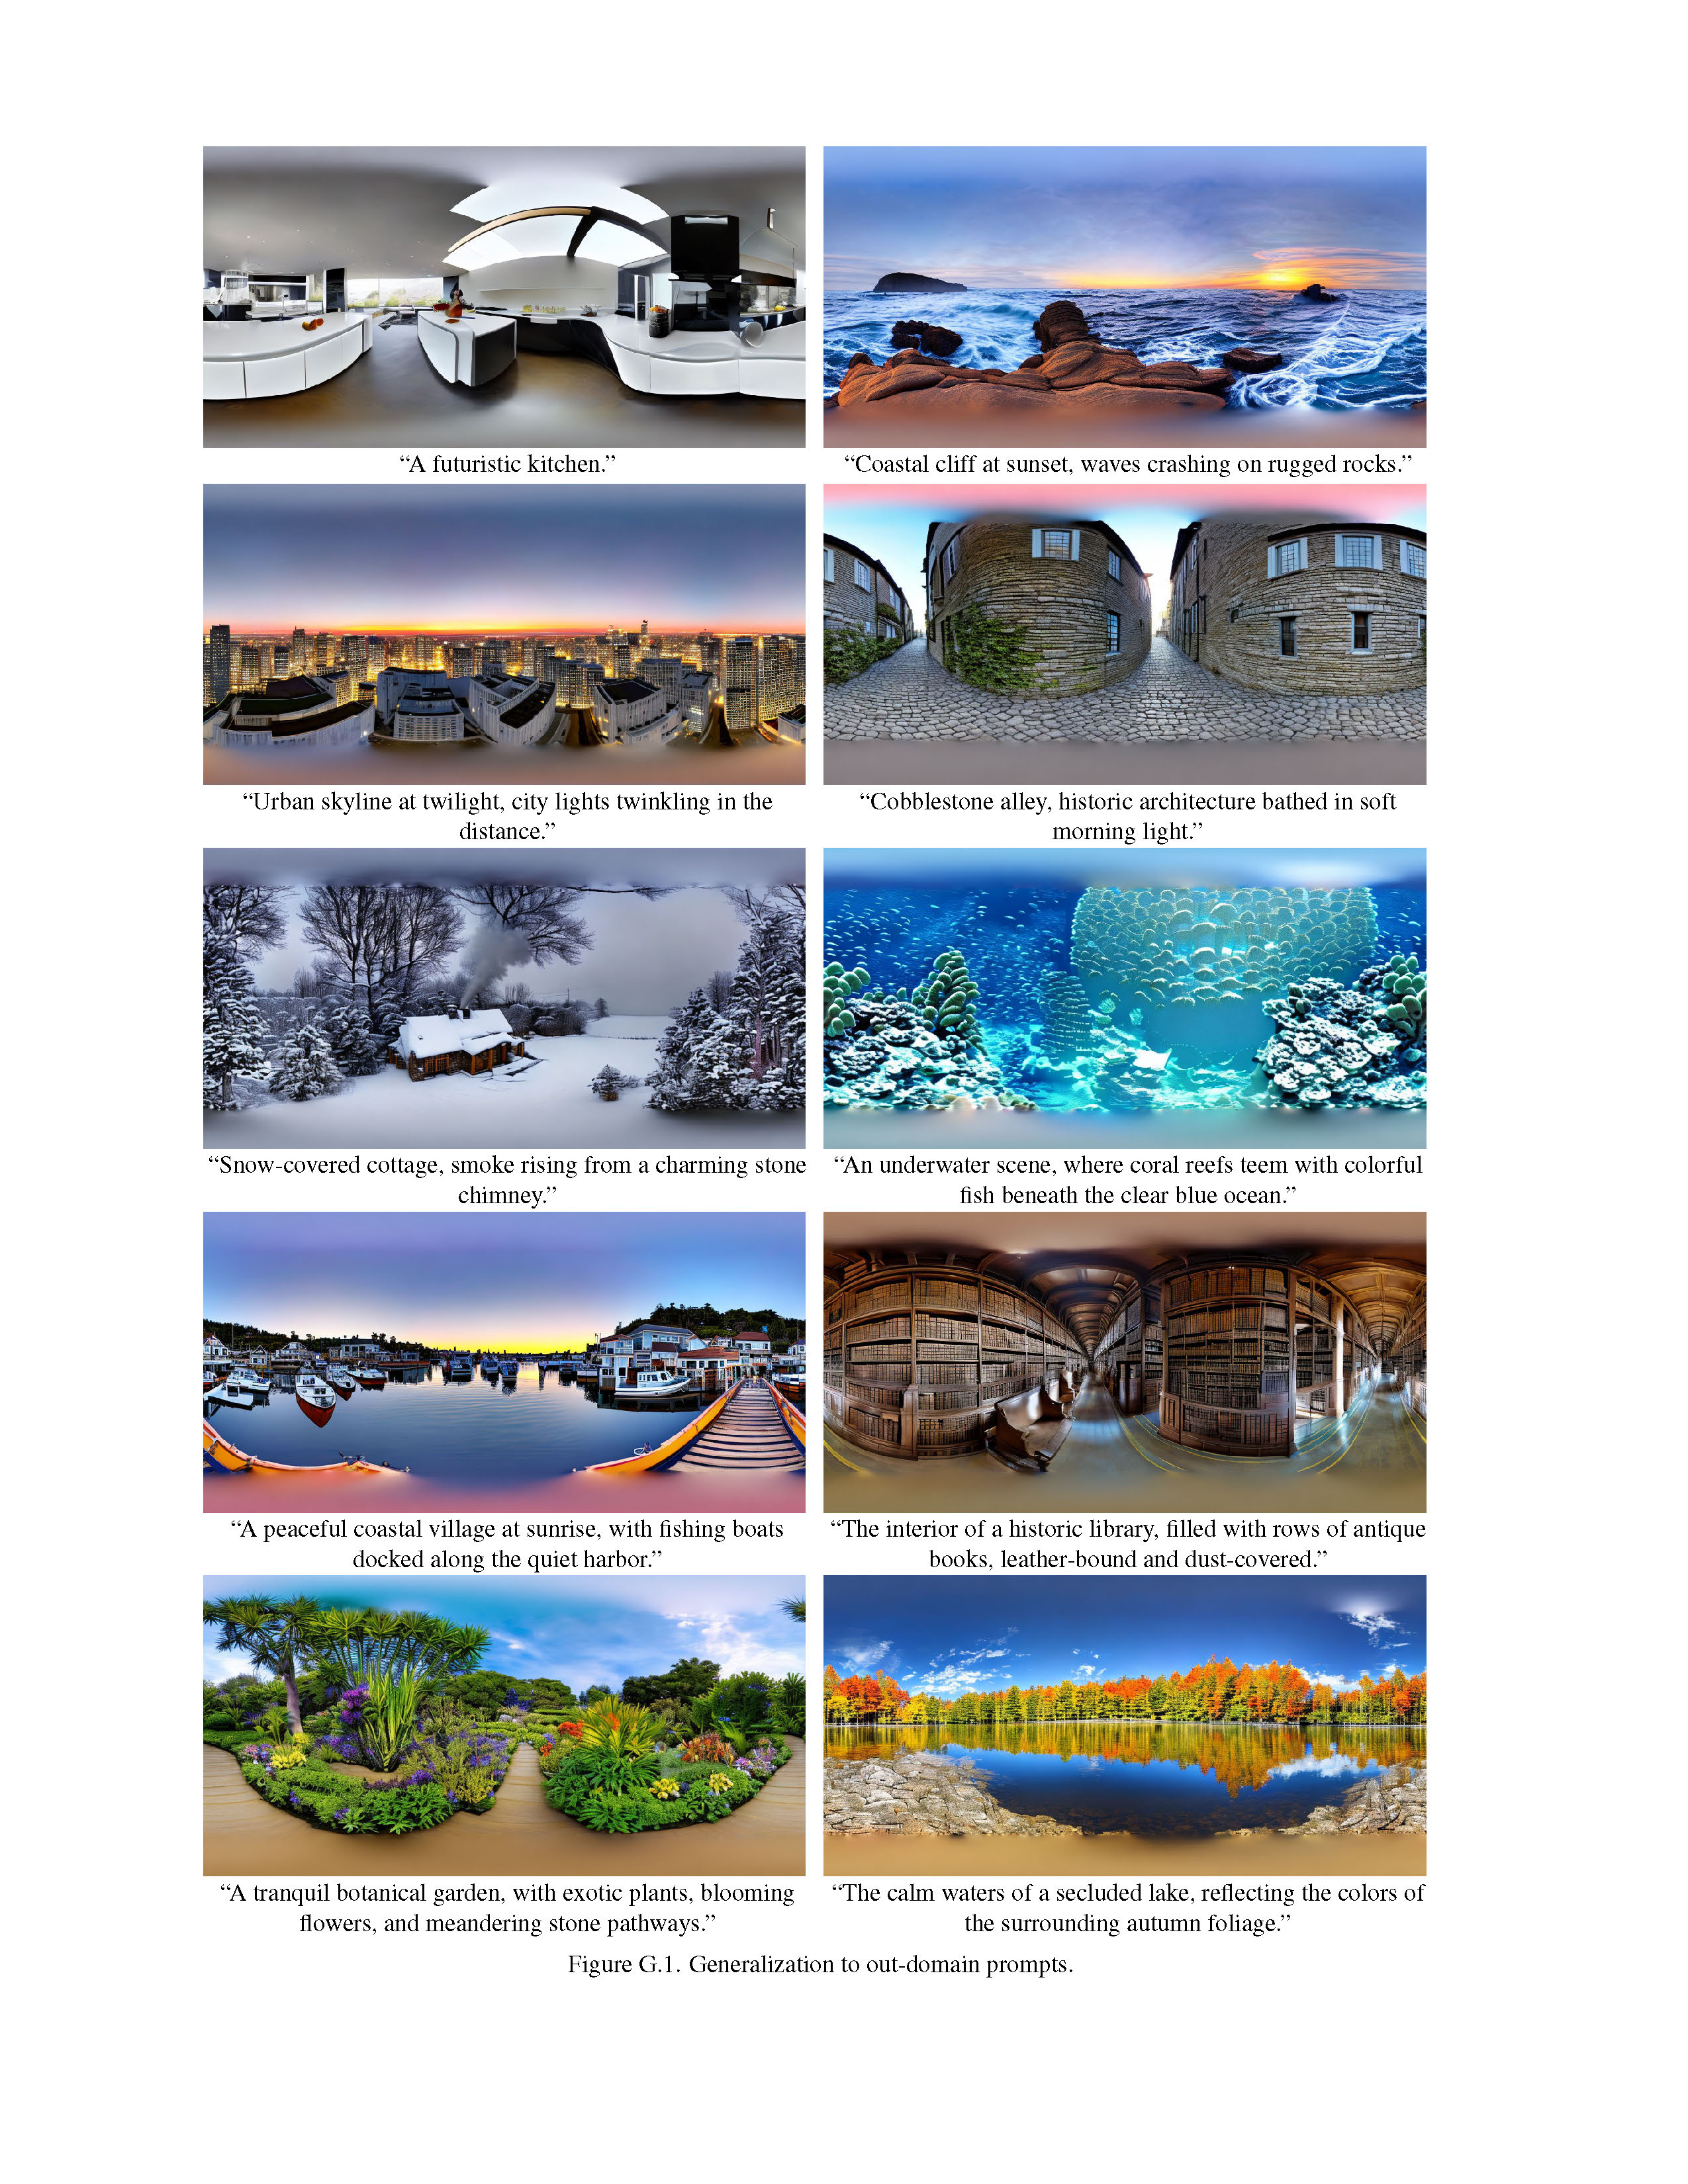 “A futuristic kitchen.”
“Coastal cliff at sunset, waves crashing on rugged rocks.”
“Urban skyline at twilight, city lights twinkling in the
distance.”
“Cobblestone alley, historic architecture bathed in soft
morning light.”
“Snow-covered cottage, smoke rising from a charming stone
chimney.”
“An underwater scene, where coral reefs teem with colorful
fish beneath the clear blue ocean.”
“A peaceful coastal village at sunrise, with fishing boats
docked along the quiet harbor.”
“The interior of a historic library, filled with rows of antique
books, leather-bound and dust-covered.”
“A tranquil botanical garden, with exotic plants, blooming
flowers, and meandering stone pathways.”
“The calm waters of a secluded lake, reflecting the colors of
the surrounding autumn foliage.”
Figure G.1. Generalization to out-domain prompts.